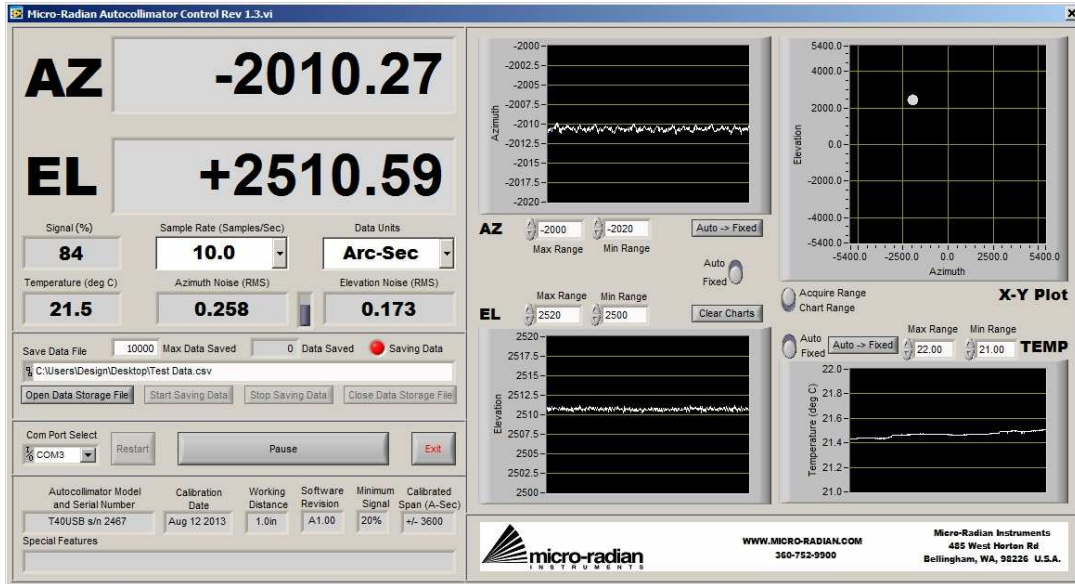 Micro-Radian Autocollimator Control Rev 1.3.vi
AZ
-2010.27
EL
+2510.59
Signal (%)
84
Sample Rate (Samples/Sec)
10.0
Data Units
Arc-Sec
Temperature (deg C)
21.5
Azimuth Noise (RMS)
0.258
Elevation Noise (RMS)
0.173
Save Data File
10000 Max Data Saved
0 Data Saved
Saving Data
C:\Users\Design\Desktop\Test Data.csv
Open Data Storage File
Start Saving Data
Stop Saving Data
Close Data Storage File
Com Port Select
COM3
Restart
Pause
Exit
Autocollimator Model
and Serial Number
T40USB s/n 2467
Calibration
Date
Aug 12 2013
Working
Distance
1.0in
Software
Revision
A1.00
Minimum
Signal
20%
Calibrated
Span (A-Sec)
+/- 3600
Special Features
-2000
-2002.5
-2005
-2007.5
-2010
-2012.5
-2015
-2017.5
-2020
Azimuth
AZ
-2000
Max Range
-2020
Min Range
Auto -> Fixed
Auto
Fixed
EL
Max Range
2520
Min Range
2500
Clear Charts
2520
2517.5
2515
2512.5
2510
2507.5
2505
2502.5
2500
Elevation
5400.0
4000.0
2000.0
0.0
-2000.0
-4000.0
-5400.0
Elevation
-5400.0
-2500.0
0.0
2500.0
5400.0
Azimuth
Acquire Range
Chart Range
X-Y Plot
Auto
Fixed
Auto -> Fixed
Max Range
22.00
Min Range
21.00
TEMP
22.0
21.8
21.6
21.4
21.2
21.0
Temperature (deg C)
micro-radian
INSTRUMENTS
WWW.MICRO-RADIAN.COM
360-752-9900
Micro-Radian Instruments
485 West Horton Rd
Bellingham, WA, 98226 U.S.A.